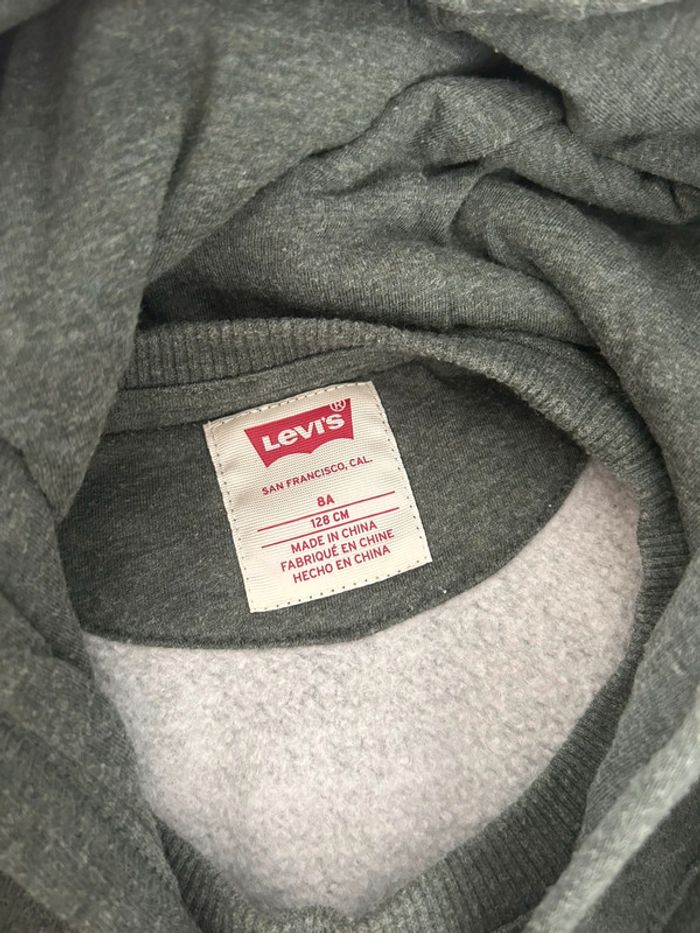 Levi's®
SAN FRANCISCO, CAL.
8A
128 CM
MADE IN CHINA
FABRIQUÉ EN CHINE
HECHO EN CHINA